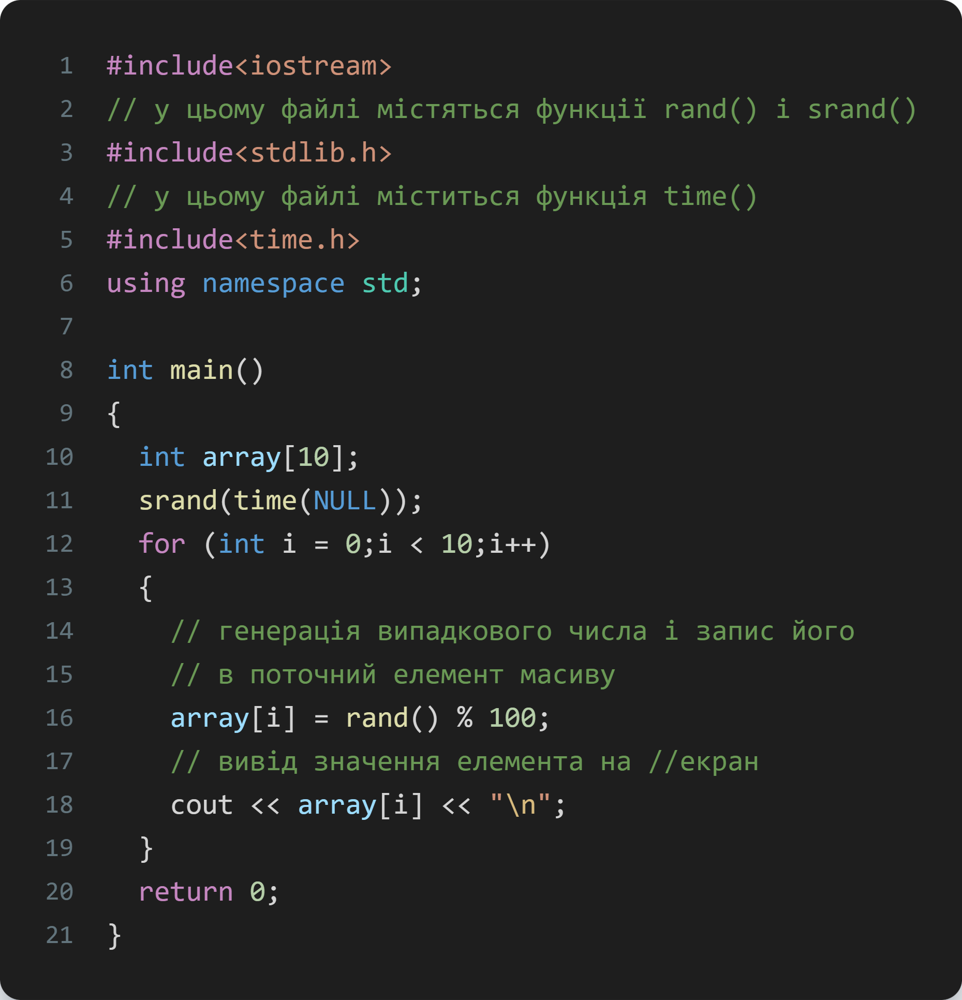 1 #include<iostream>
2 // у цьому файлі містяться функції rand() і srand()
3 #include<stdlib.h>
4 // у цьому файлі міститься функція time()
5 #include<time.h>
6 using namespace std;
7
8 int main()
9 {
10   int array[10];
11   srand(time(NULL));
12   for (int i = 0;i < 10;i++)
13   {
14     // генерація випадкового числа і запис його
15     // в поточний елемент масиву
16     array[i] = rand() % 100;
17     // вивід значення елемента на //екран
18     cout << array[i] << "\n";
19   }
20   return 0;
21 }